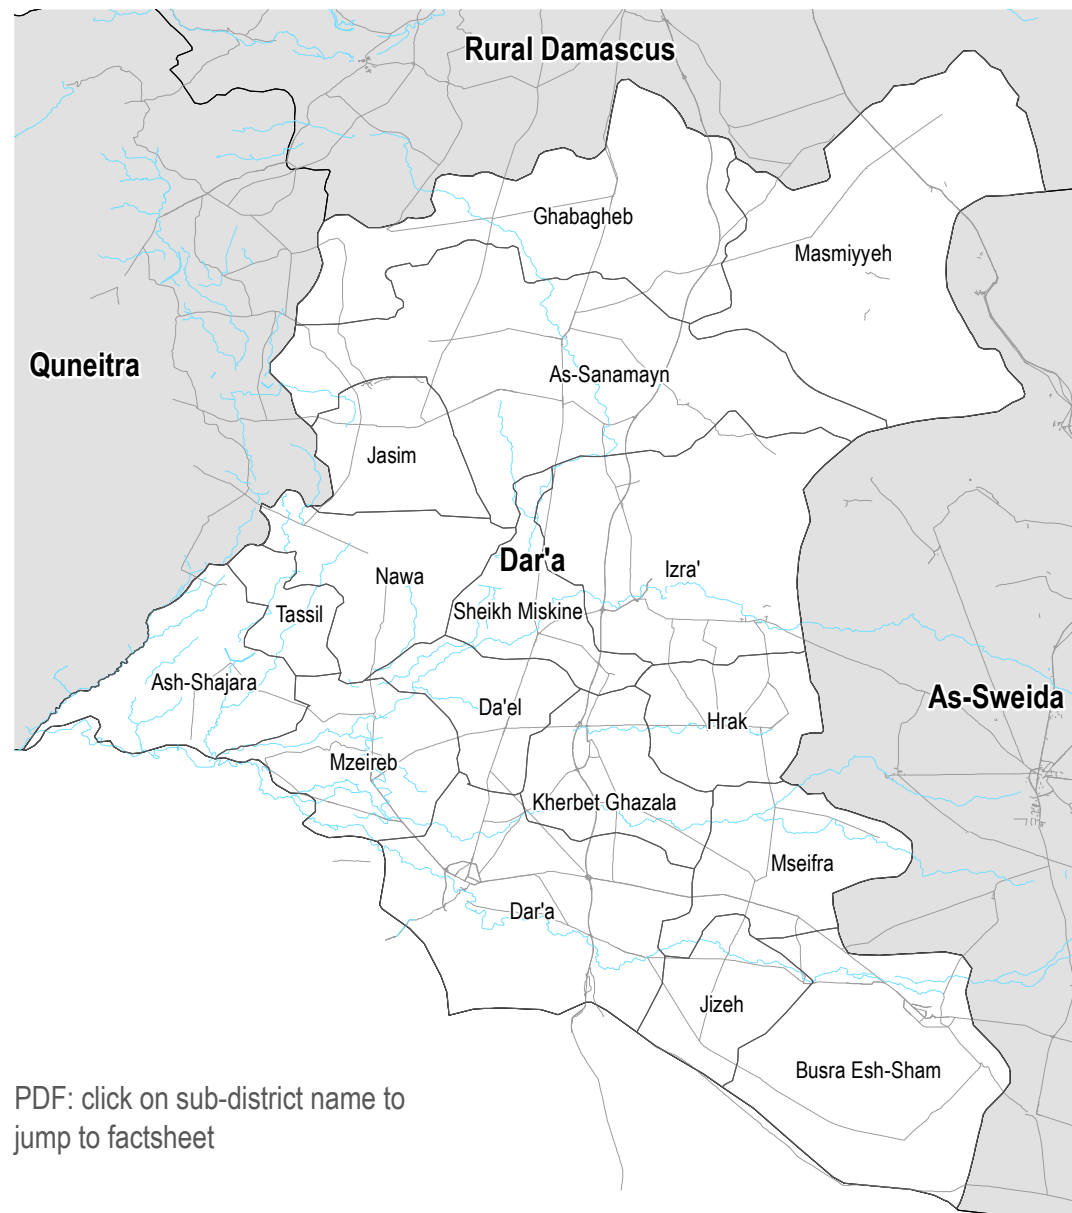 Rural Damascus
Ghabagheb
Masmiyyeh
Quneitra
As-Sanamayn
Jasim
Dar'a
Izra'
Nawa
Sheikh Miskine
Tassil
Ash-Shajara
Da'el
Hrak
As-Sweida
Mzeireb
Kherbet Ghazala
Mseifra
Dar'a
Jizeh
Busra Esh-Sham
PDF: click on sub-district name to
jump to factsheet